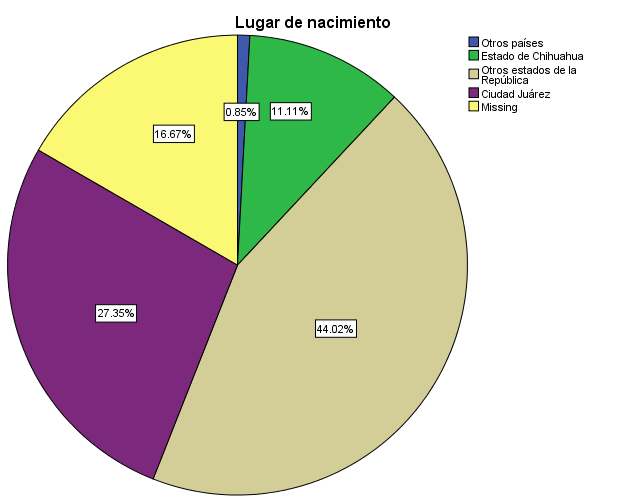 Lugar de nacimiento
Otros países
Estado de Chihuahua
Otros estados de la
República
Ciudad Juárez
Missing
0.85%
11.11%
16.67%
27.35%
44.02%